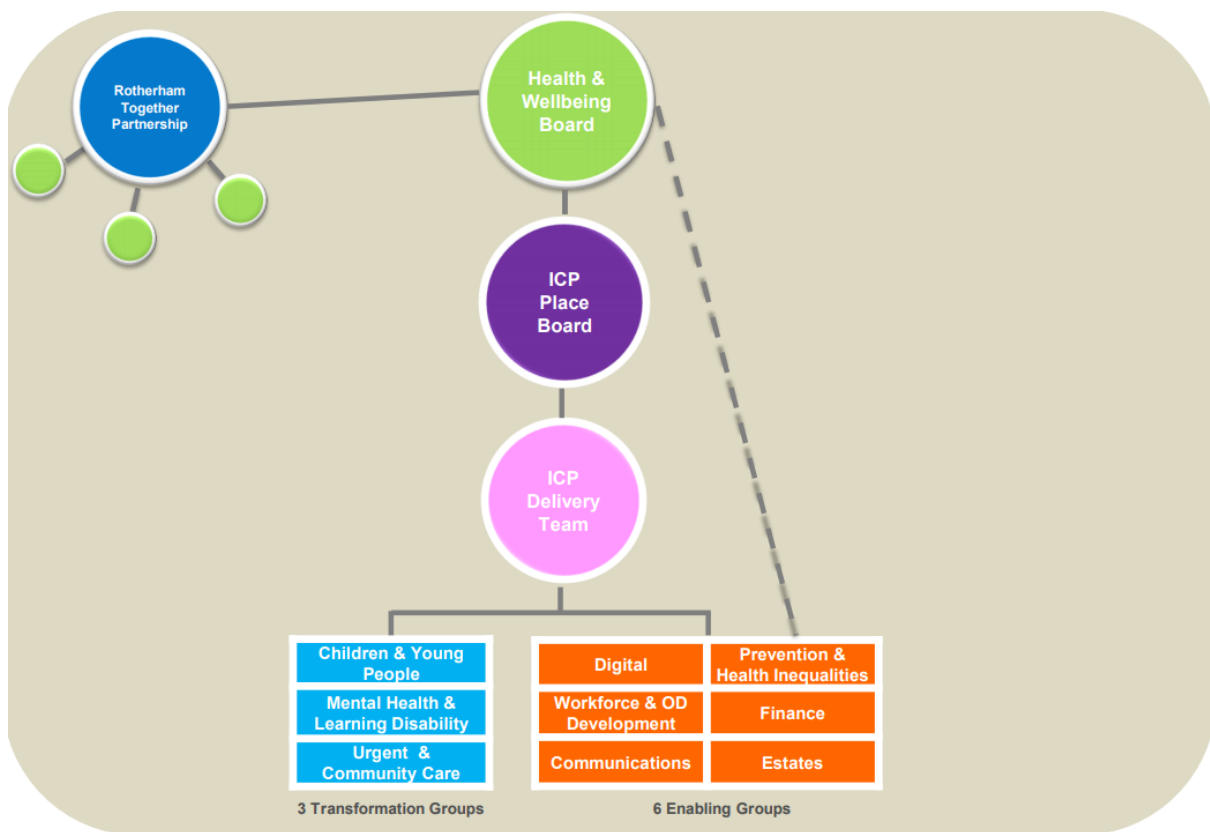 Rotherham
Together
Partnership
Health &
Wellbeing
Board
ICP
Place
Board
ICP
Delivery
Team
Children & Young
People
Mental Health &
Learning Disability
Urgent & 
Community Care
3 Transformation Groups
Digital
Prevention &
Health Inequalities
Workforce & OD
Development
Finance
Communications
Estates
6 Enabling Groups